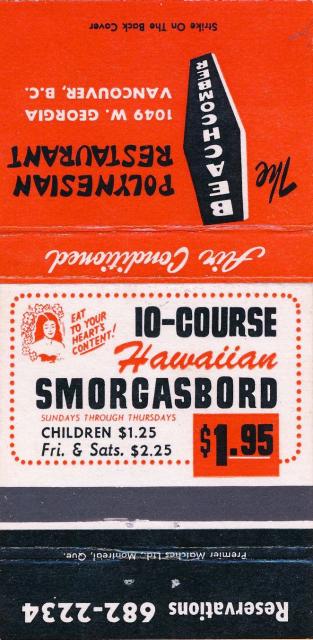 Strike On The Back Cover
The
BEACHCOMBER
POLYNESIAN
RESTAURANT
1049 W. GEORGIA
VANCOUVER, B.C.
Air Conditioned
EAT
TO YOUR
HEART'S
CONTENT!
10-COURSE
Hawaiian
SMORGASBORD
SUNDAYS THROUGH THURSDAYS
$1.95
CHILDREN $1.25
Fri. & Sats. $2.25
Premier Matches Ltd., Montreal, Que.
Reservations 682-2234